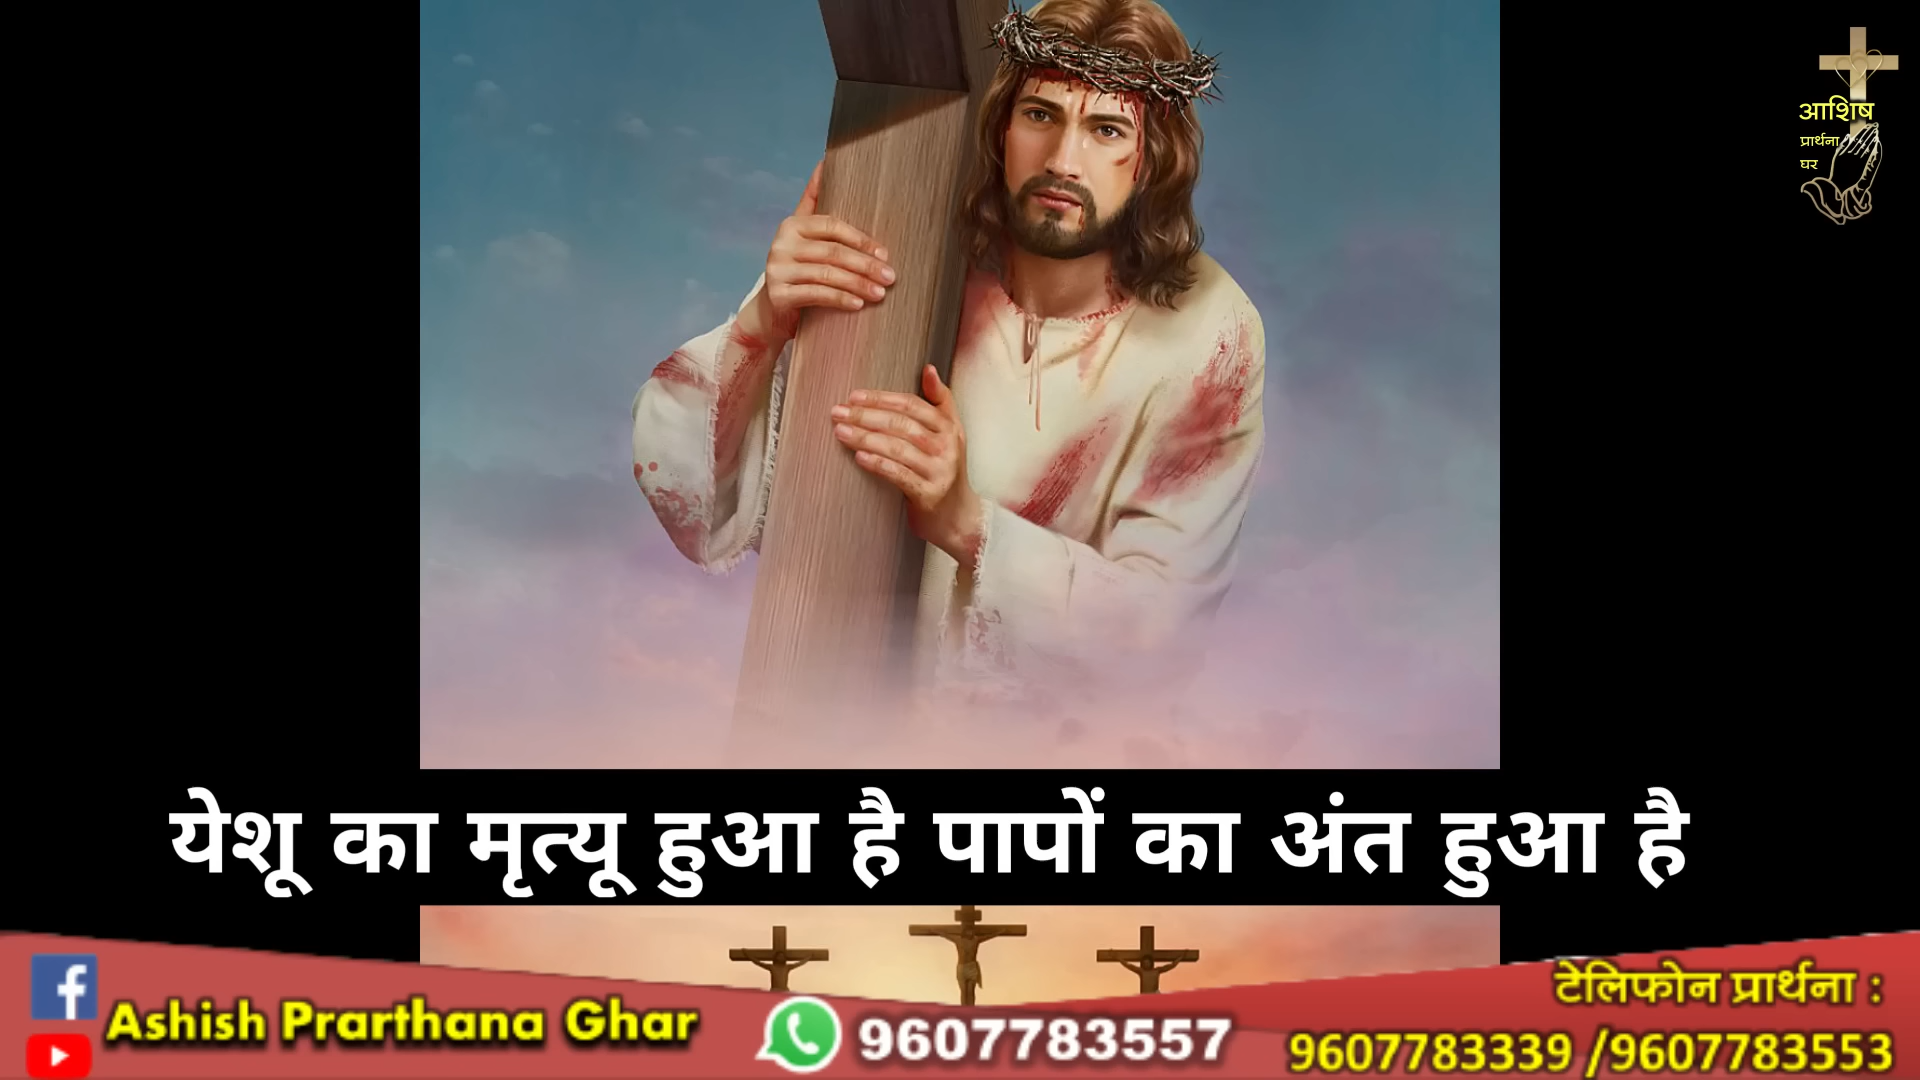 आशिष
प्रार्थना
घर
येशू का मृत्यू हुआ है पापों का अंत हुआ है
Ashish Prarthana Ghar
9607783557
टेलिफोन प्रार्थना :
9607783339 /9607783553